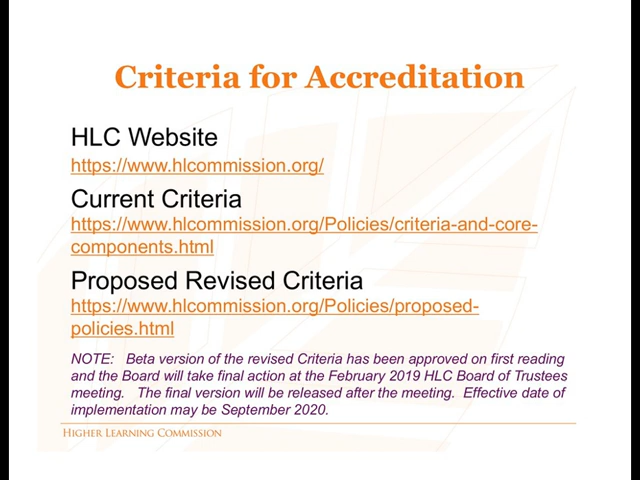 Criteria for Accreditation
HLC Website
https://www.hlcommission.org/
Current Criteria
https://www.hlcommission.org/Policies/criteria-and-core-
components.html
Proposed Revised Criteria
https://www.hlcommission.org/Policies/proposed-
policies.html
NOTE: Beta version of the revised Criteria has been approved on first reading
and the Board will take final action at the February 2019 HLC Board of Trustees
meeting. The final version will be released after the meeting. Effective date of
implementation may be September 2020.
HIGHER LEARNING COMMISSION